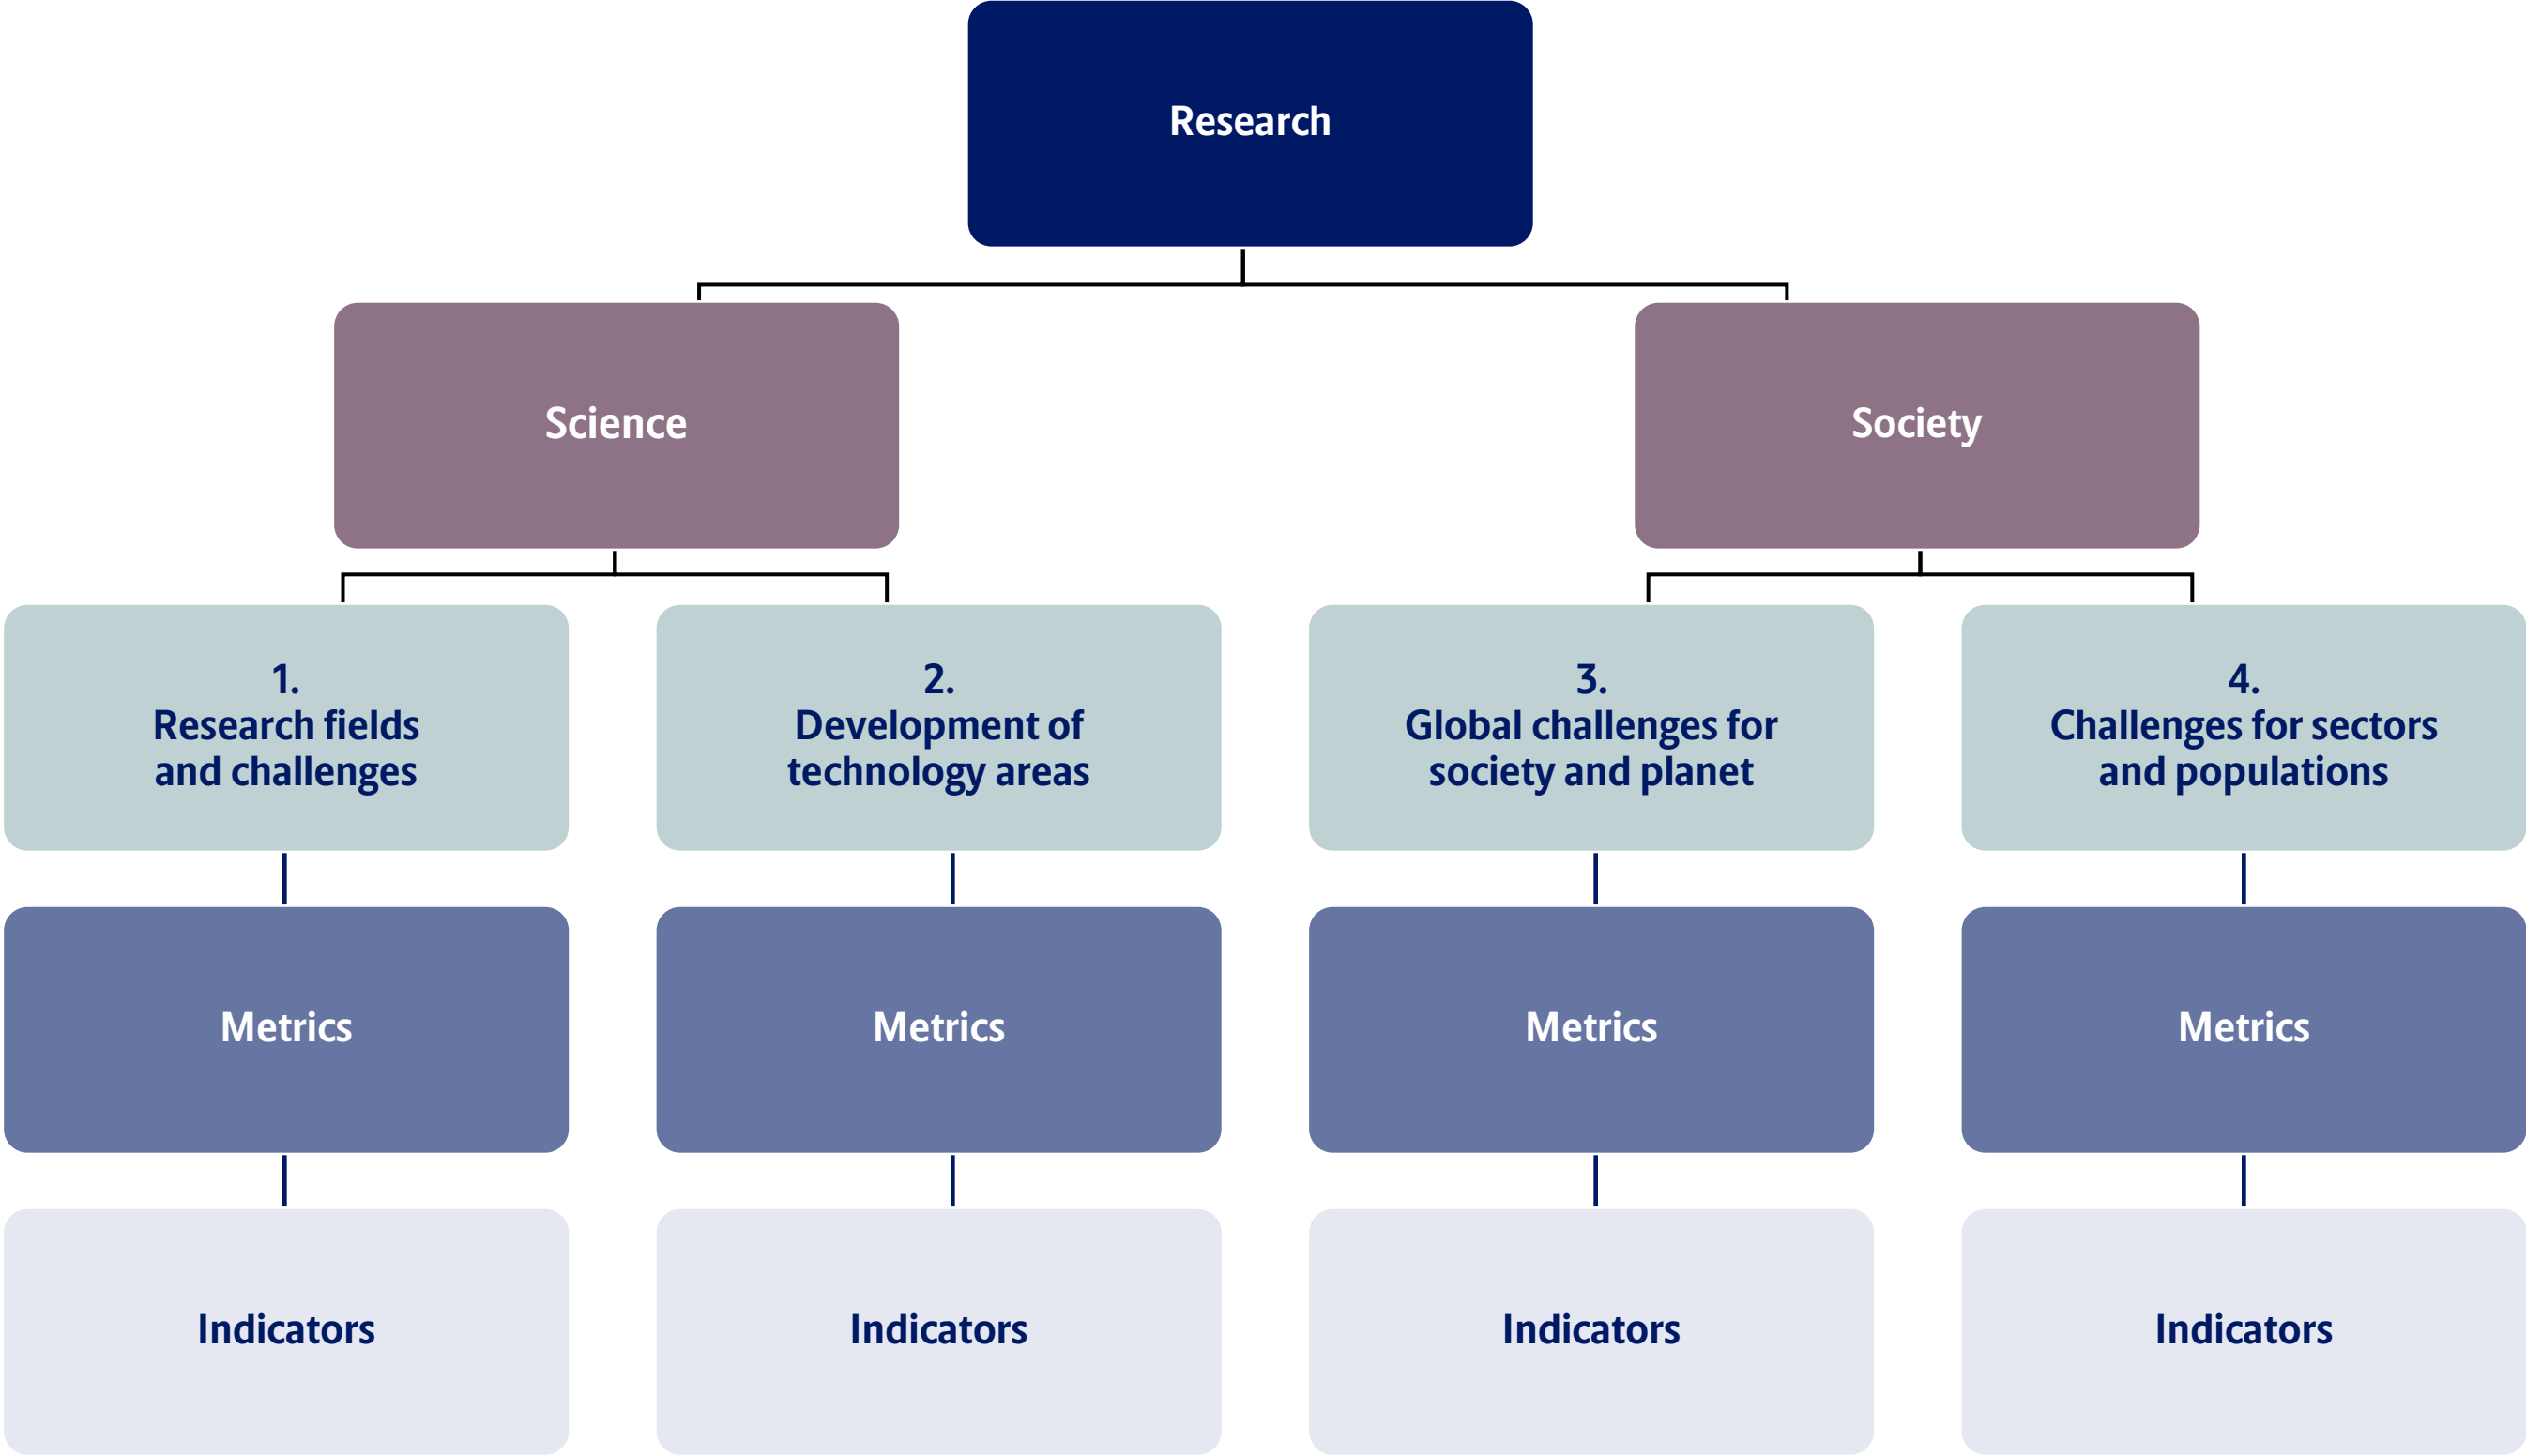 Research
Science
Society
1.
Research fields
and challenges
2.
Development of
technology areas
3.
Global challenges for
society and planet
4.
Challenges for sectors
and populations
Metrics
Metrics
Metrics
Metrics
Indicators
Indicators
Indicators
Indicators